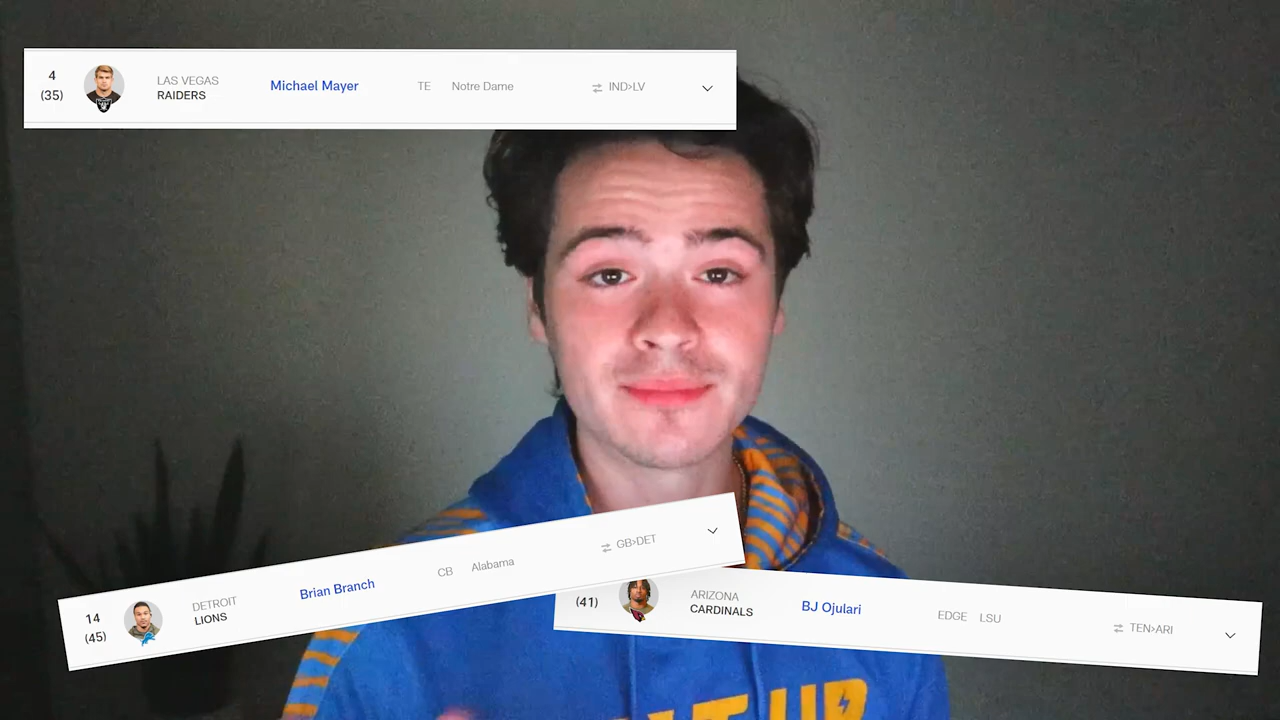 4
(35)
LAS VEGAS
RAIDERS
Michael Mayer
TE
Notre Dame
IND>LV
14
(45)
DETROIT
LIONS
Brian Branch
CB
Alabama
GB>DET
(41)
ARIZONA
CARDINALS
BJ Ojulari
EDGE
LSU
TEN>ARI
UP